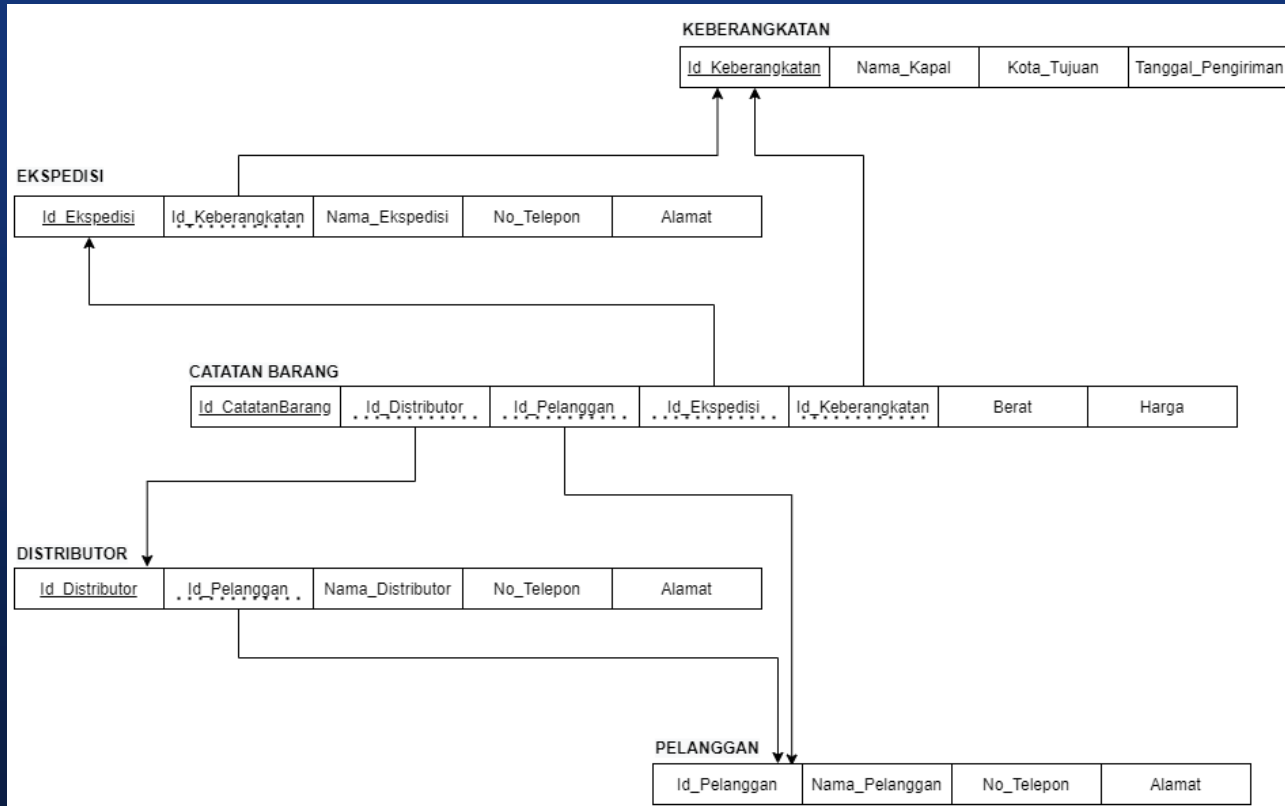 KEBERANGKATAN
Id_Keberangkatan Nama_Kapal Kota_Tujuan Tanggal_Pengiriman
EKSPEDISI
Id_Ekspedisi Id_Keberangkatan Nama_Ekspedisi No_Telepon Alamat
CATATAN BARANG
Id_CatatanBarang Id_Distributor Id_Pelanggan Id_Ekspedisi Id_Keberangkatan Berat Harga
DISTRIBUTOR
Id_Distributor Id_Pelanggan Nama_Distributor No_Telepon Alamat
PELANGGAN
Id_Pelanggan Nama_Pelanggan No_Telepon Alamat